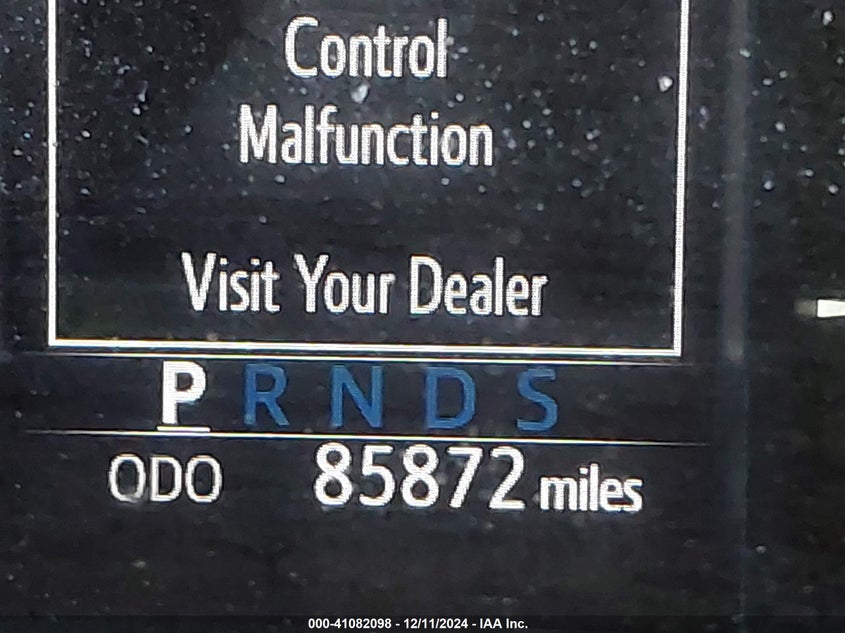 Control
Malfunction
Visit Your Dealer
P R N D S
ODO 85872 miles
000-41082098 - 12/11/2024 - IAA Inc.